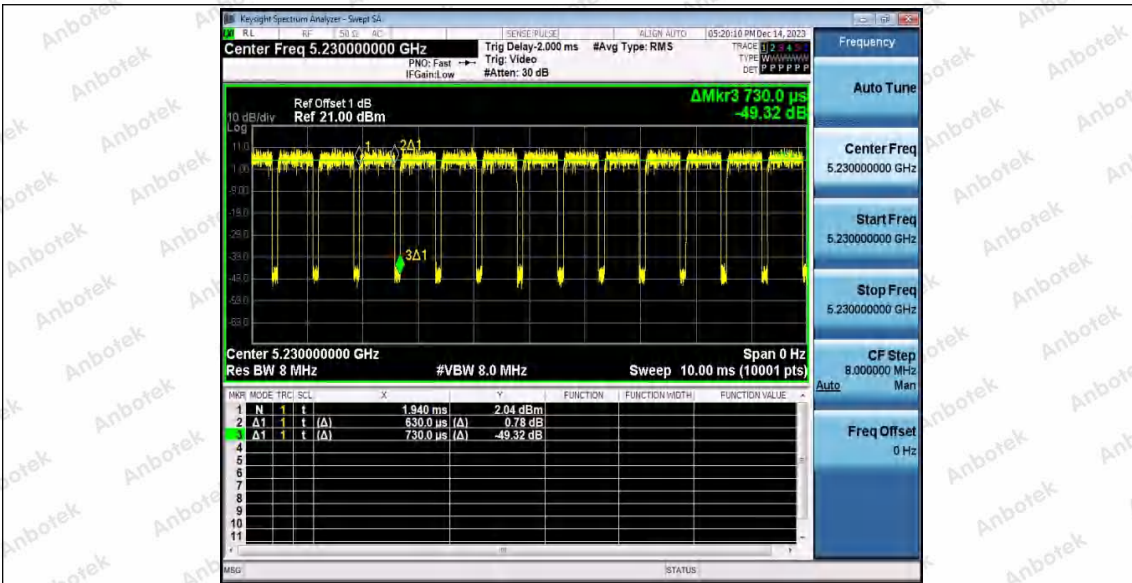 Keysight Spectrum Analyzer - Swept SA
RL RF 50 Ω AC SENSE:PULSE ALIGN AUTO 05:20:10 PM Dec 14, 2023
Center Freq 5.230000000 GHz
PNO: Fast
IFGain:Low
Trig Delay-2.000 ms
Trig: Video
#Atten: 30 dB
#Avg Type: RMS
TRACE 1 2 3 4 5 6
TYPE WWWWWW
DET P P P P P P
ΔMkr3 730.0 µs
-49.32 dB
Ref Offset 1 dB
10 dB/div Ref 21.00 dBm
Log
11.0
1.00
-9.00
-19.0
-29.0
-39.0
-49.0
-59.0
-69.0
1
2Δ1
3Δ1
Center 5.230000000 GHz Span 0 Hz
Res BW 8 MHz #VBW 8.0 MHz Sweep 10.00 ms (10001 pts)
MKR MODE TRC SCL X Y FUNCTION FUNCTION WIDTH FUNCTION VALUE
1 N 1 t 1.940 ms 2.04 dBm
2 Δ1 1 t (Δ) 630.0 µs (Δ) 0.78 dB
3 Δ1 1 t (Δ) 730.0 µs (Δ) -49.32 dB
4
5
6
7
8
9
10
11
MSG STATUS
Frequency
Auto Tune
Center Freq
5.230000000 GHz
Start Freq
5.230000000 GHz
Stop Freq
5.230000000 GHz
CF Step
8.000000 MHz
Auto Man
Freq Offset
0 Hz
Anbotek